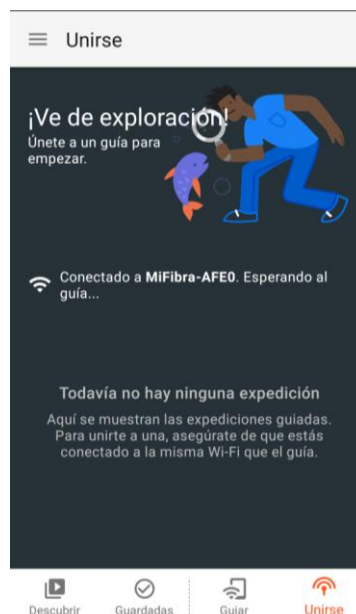 Unirse
¡Ve de exploración!
Únete a un guía para
empezar.
Conectado a MiFibra-AFE0. Esperando al
guía...
Todavía no hay ninguna expedición
Aquí se muestran las expediciones guiadas.
Para unirte a una, asegúrate de que estás
conectado a la misma Wi-Fi que el guía.
Descubrir Guardadas Guiar Unirse